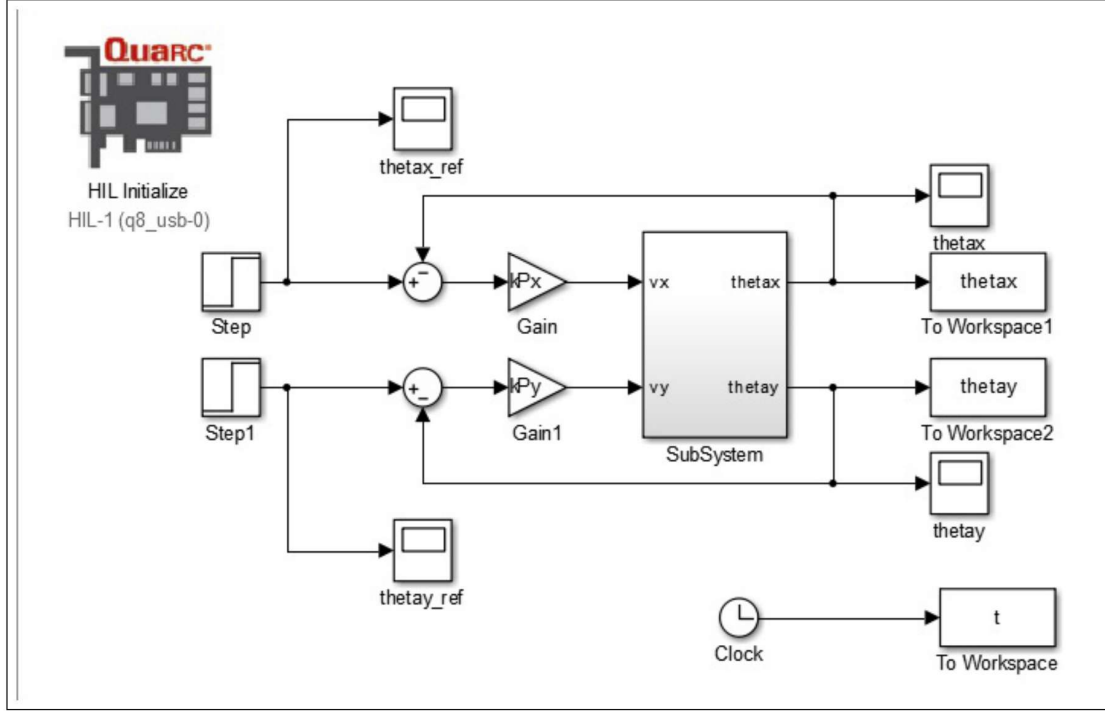 QUARC®
HIL Initialize
HIL-1 (q8_usb-0)
thetax_ref
thetax
Step
+ −
kPx
Gain
vx
thetax
thetax
To Workspace1
Step1
+ −
kPy
Gain1
vy
thetay
SubSystem
thetay
To Workspace2
thetay
thetay_ref
Clock
t
To Workspace